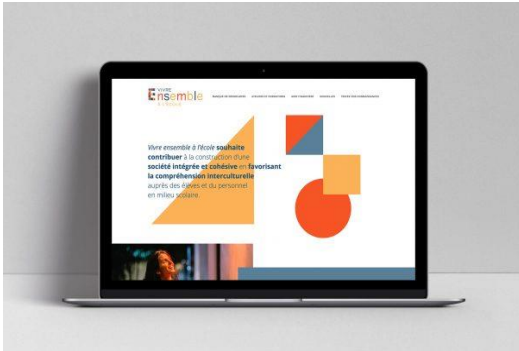 VIVRE
Ensemble
à l'école
Vivre ensemble à l'école souhaite
contribuer à la construction d'une
société intégrée et cohésive en favorisant
la compréhension interculturelle
auprès des élèves et du personnel
en milieu scolaire.